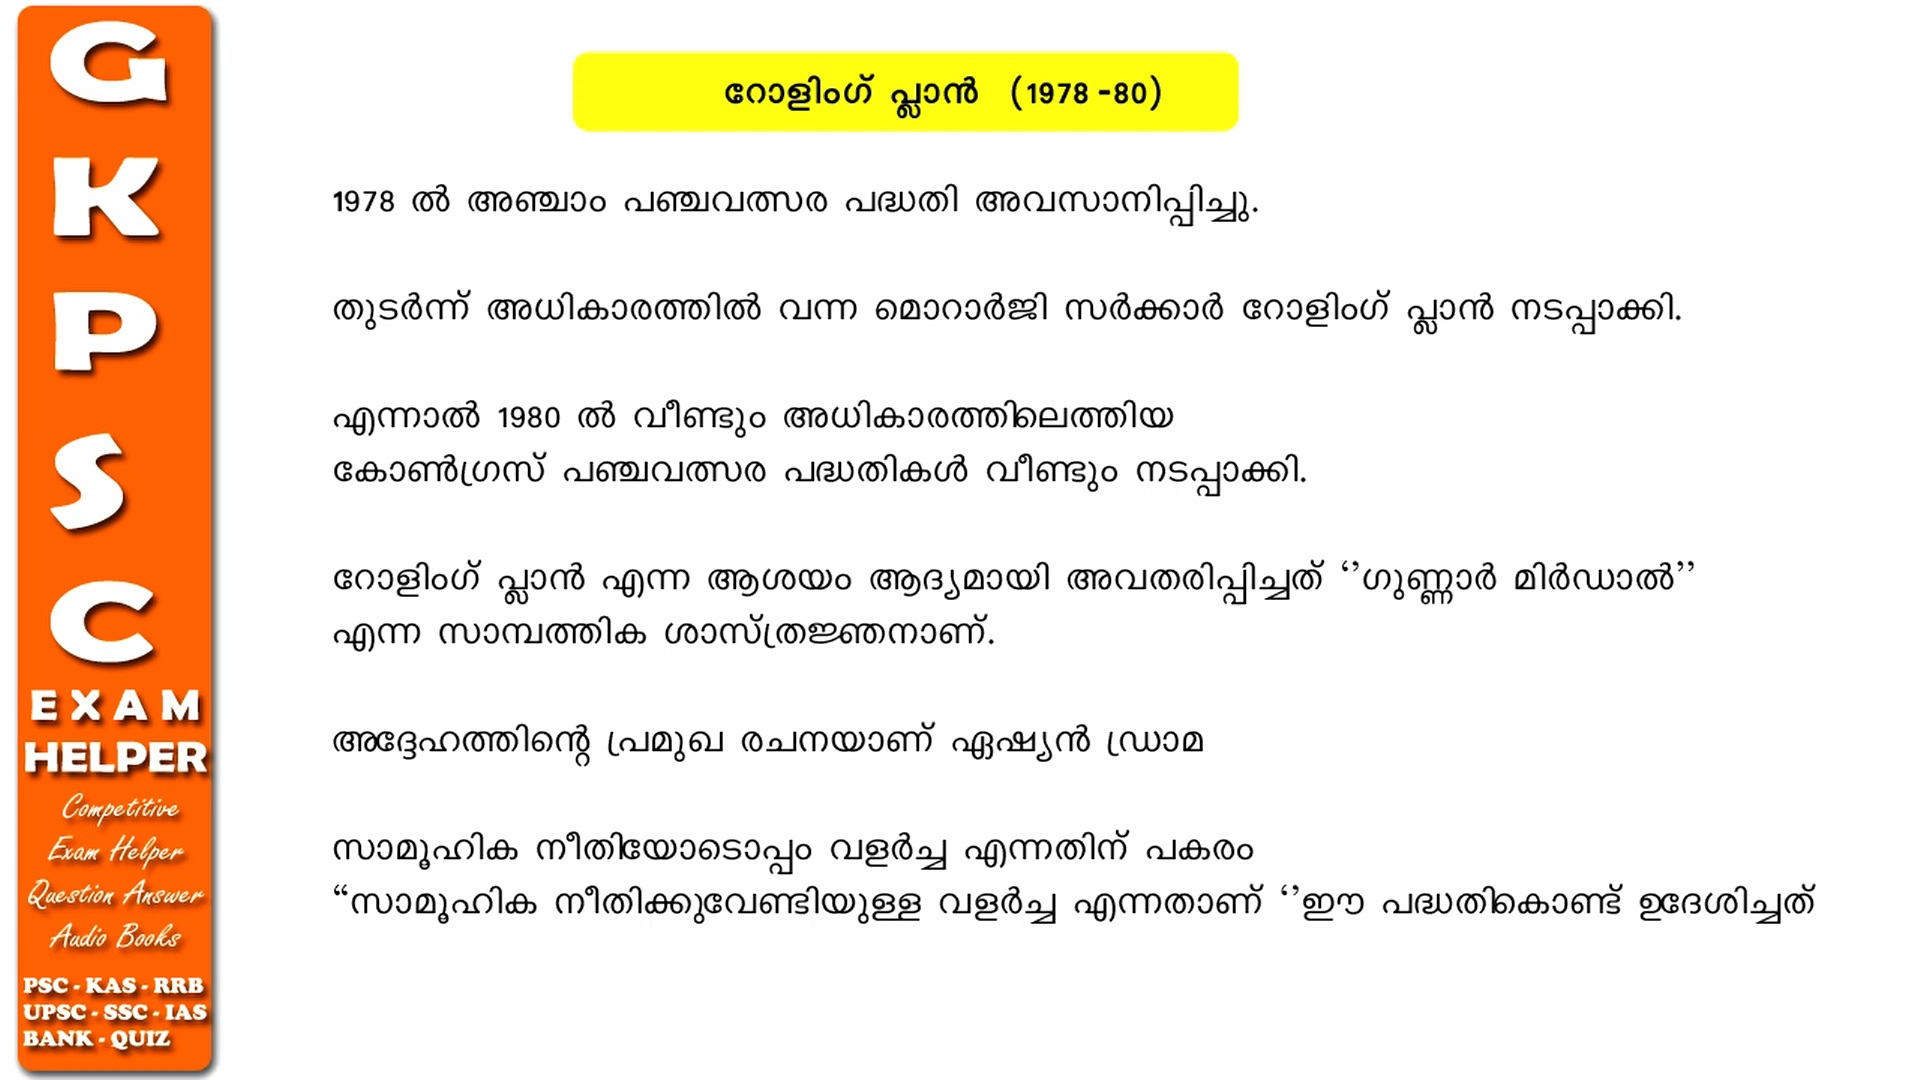 G
K
P
S
C
EXAM
HELPER
Competitive
Exam Helper
Question Answer
Audio Books
PSC - KAS - RRB
UPSC - SSC - IAS
BANK - QUIZ
റോളിംഗ് പ്ലാൻ (1978 -80)
1978 ൽ അഞ്ചാം പഞ്ചവത്സര പദ്ധതി അവസാനിപ്പിച്ചു.
തുടർന്ന് അധികാരത്തിൽ വന്ന മൊറാർജി സർക്കാർ റോളിംഗ് പ്ലാൻ നടപ്പാക്കി.
എന്നാൽ 1980 ൽ വീണ്ടും അധികാരത്തിലെത്തിയ
കോൺഗ്രസ് പഞ്ചവത്സര പദ്ധതികൾ വീണ്ടും നടപ്പാക്കി.
റോളിംഗ് പ്ലാൻ എന്ന ആശയം ആദ്യമായി അവതരിപ്പിച്ചത് ‘’ഗുണ്ണാർ മിർഡാൽ’’
എന്ന സാമ്പത്തിക ശാസ്ത്രജ്ഞനാണ്.
അദ്ദേഹത്തിന്റെ പ്രമുഖ രചനയാണ് ഏഷ്യൻ ഡ്രാമ
സാമൂഹിക നീതിയോടൊപ്പം വളർച്ച എന്നതിന് പകരം
“സാമൂഹിക നീതിക്കുവേണ്ടിയുള്ള വളർച്ച എന്നതാണ് ‘’ഈ പദ്ധതികൊണ്ട് ഉദേശിച്ചത്